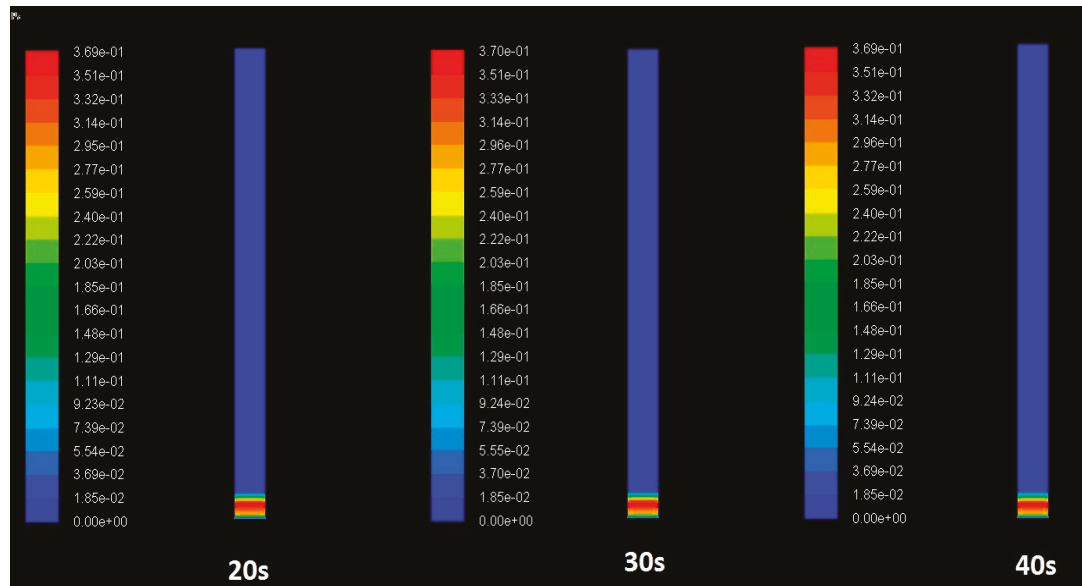 3.69e-01
3.51e-01
3.32e-01
3.14e-01
2.95e-01
2.77e-01
2.59e-01
2.40e-01
2.22e-01
2.03e-01
1.85e-01
1.66e-01
1.48e-01
1.29e-01
1.11e-01
9.23e-02
7.39e-02
5.54e-02
3.69e-02
1.85e-02
0.00e+00
20s
3.70e-01
3.51e-01
3.33e-01
3.14e-01
2.96e-01
2.77e-01
2.59e-01
2.40e-01
2.22e-01
2.03e-01
1.85e-01
1.66e-01
1.48e-01
1.29e-01
1.11e-01
9.24e-02
7.39e-02
5.55e-02
3.70e-02
1.85e-02
0.00e+00
30s
3.69e-01
3.51e-01
3.32e-01
3.14e-01
2.96e-01
2.77e-01
2.59e-01
2.40e-01
2.22e-01
2.03e-01
1.85e-01
1.66e-01
1.48e-01
1.29e-01
1.11e-01
9.24e-02
7.39e-02
5.54e-02
3.69e-02
1.85e-02
0.00e+00
40s